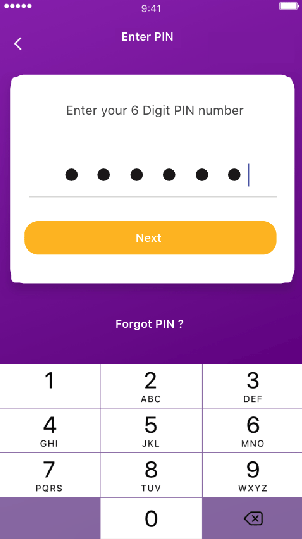 9:41
Enter PIN
Enter your 6 Digit PIN number
Next
Forgot PIN ?
1 2 3
ABC DEF
4 5 6
GHI JKL MNO
7 8 9
PQRS TUV WXYZ
0